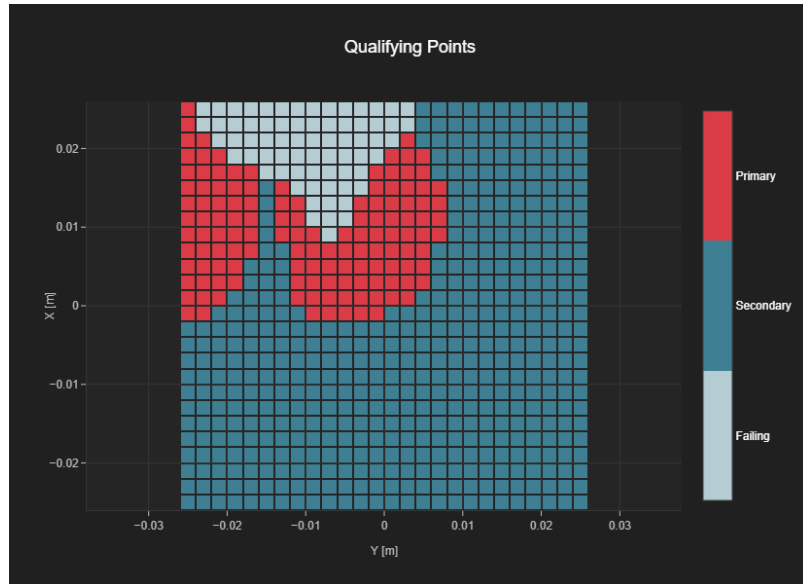 Qualifying Points
0.02
0.01
0
−0.01
−0.02
X [m]
−0.03
−0.02
−0.01
0
0.01
0.02
0.03
Y [m]
Primary
Secondary
Failing